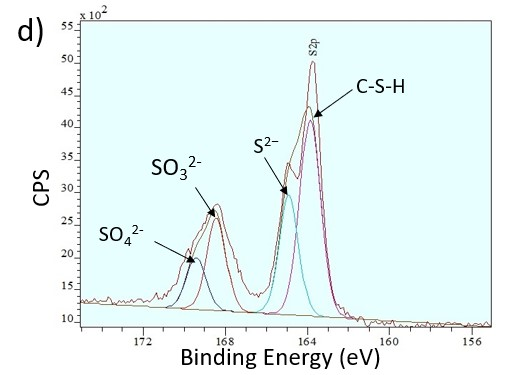 d)
x 10²
S2p
55
50
45
40
35
30
25
20
15
10
CPS
C-S-H
S²⁻
SO₃²⁻
SO₄²⁻
172 168 164 160 156
Binding Energy (eV)